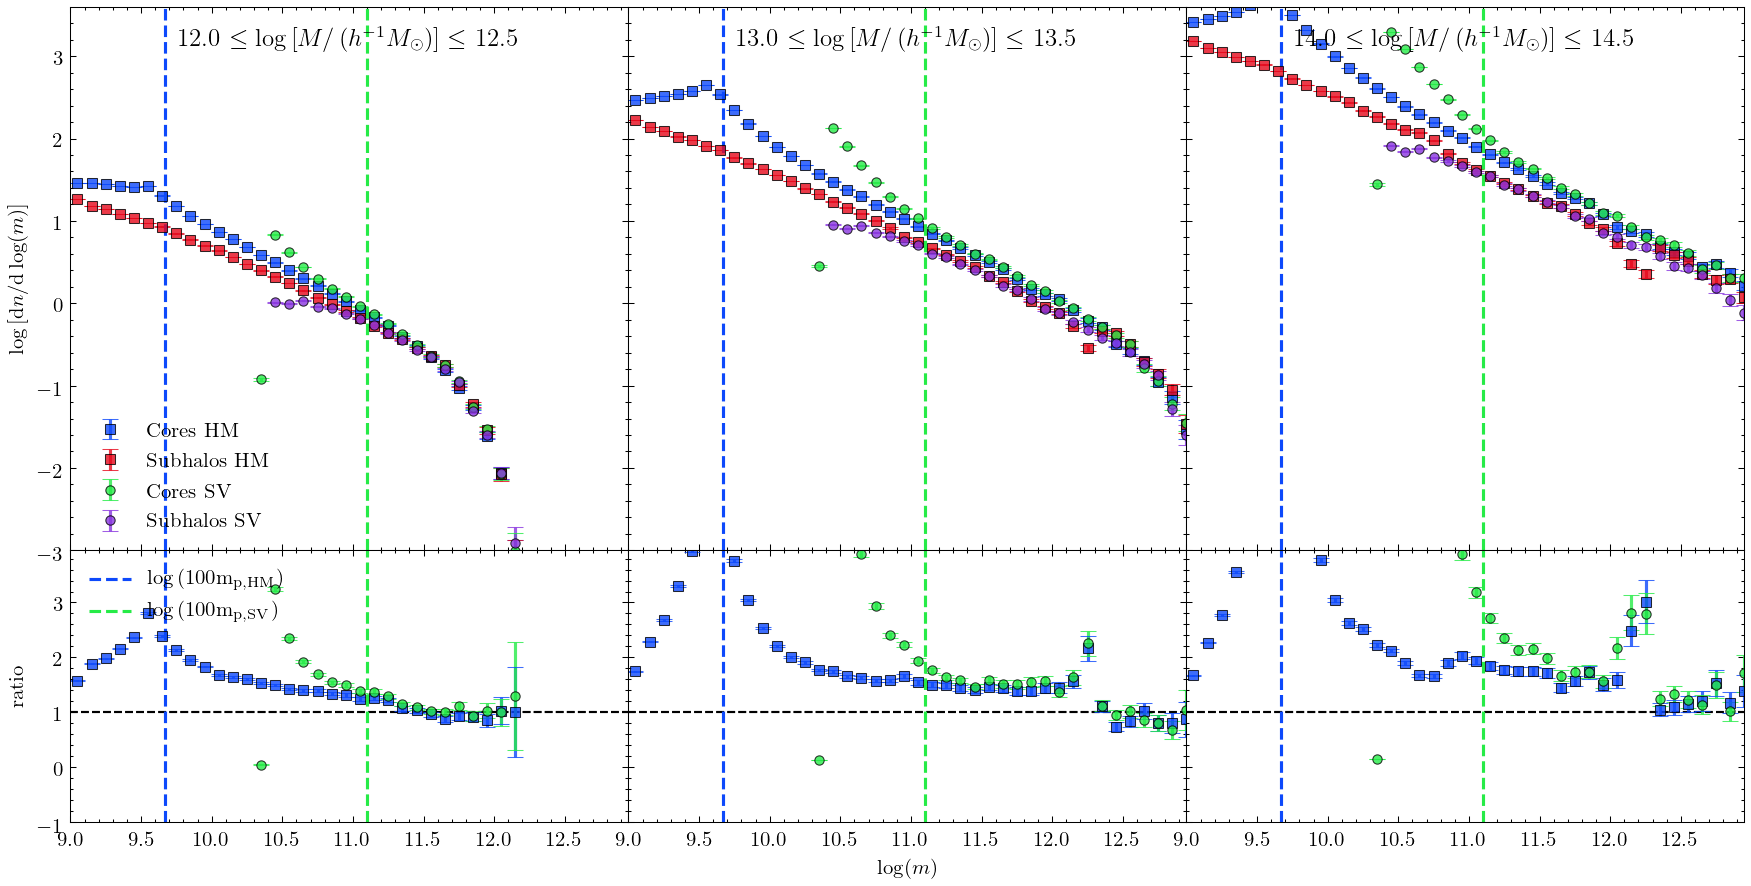 12.0 ≤ log [M/ (h⁻¹M⊙)] ≤ 12.5
13.0 ≤ log [M/ (h⁻¹M⊙)] ≤ 13.5
14.0 ≤ log [M/ (h⁻¹M⊙)] ≤ 14.5
log [dn/d log(m)]
3
2
1
0
−1
−2
−3
Cores HM
Subhalos HM
Cores SV
Subhalos SV
log (100m_p,HM)
log (100m_p,SV)
ratio
3
2
1
0
−1
9.0 9.5 10.0 10.5 11.0 11.5 12.0 12.5
9.0 9.5 10.0 10.5 11.0 11.5 12.0 12.5
9.0 9.5 10.0 10.5 11.0 11.5 12.0 12.5
log(m)